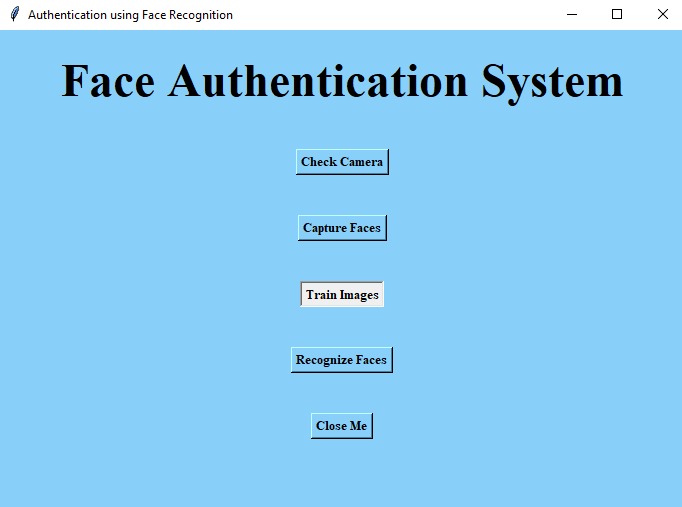 Authentication using Face Recognition
Face Authentication System
Check Camera
Capture Faces
Train Images
Recognize Faces
Close Me